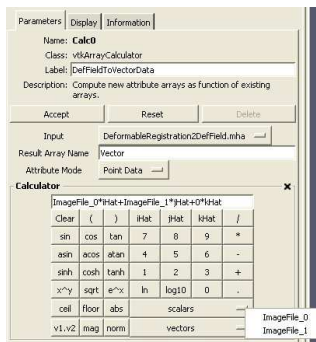 Parameters Display Information
Name: Calc0
Class: vtkArrayCalculator
Label: DefFieldToVectorData
Description: Compute new attribute arrays as function of existing
arrays.
Accept Reset Delete
Input DeformableRegistration2DefField.mha
Result Array Name Vector
Attribute Mode Point Data
Calculator x
ImageFile_0*iHat+ImageFile_1*jHat+0*kHat
Clear ( ) iHat jHat kHat /
sin cos tan 7 8 9 *
asin acos atan 4 5 6 -
sinh cosh tanh 1 2 3 +
x^y sqrt e^x ln log10 0 .
ceil floor abs scalars
v1.v2 mag norm vectors
ImageFile_0
ImageFile_1